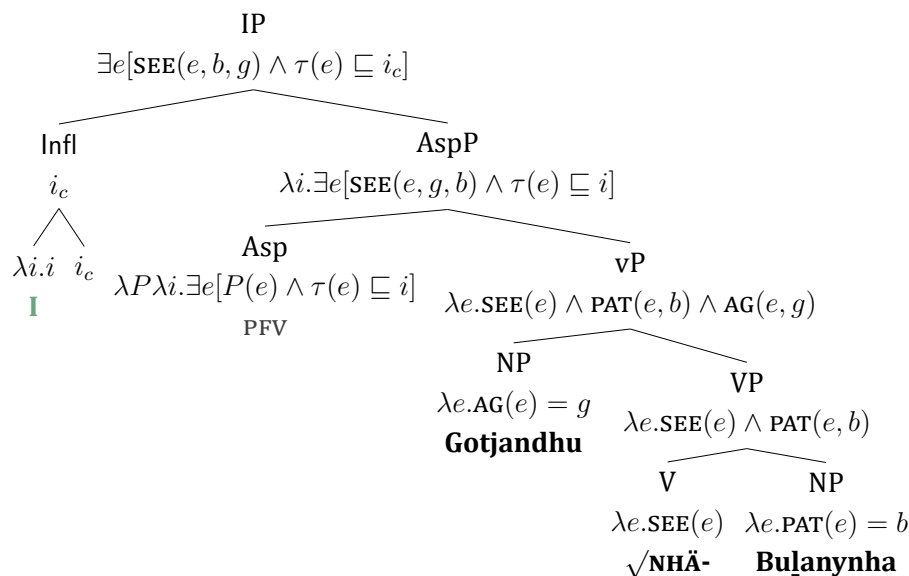 IP
∃e[SEE(e, b, g) ∧ τ(e) ⊑ i_c]
Infl AspP
i_c λi.∃e[SEE(e, g, b) ∧ τ(e) ⊑ i]
Asp vP
λi.i i_c λPλi.∃e[P(e) ∧ τ(e) ⊑ i] λe.SEE(e) ∧ PAT(e, b) ∧ AG(e, g)
I PFV
NP VP
λe.AG(e) = g λe.SEE(e) ∧ PAT(e, b)
Gotjandhu
V NP
λe.SEE(e) λe.PAT(e) = b
√NHÄ- Buḻanynha